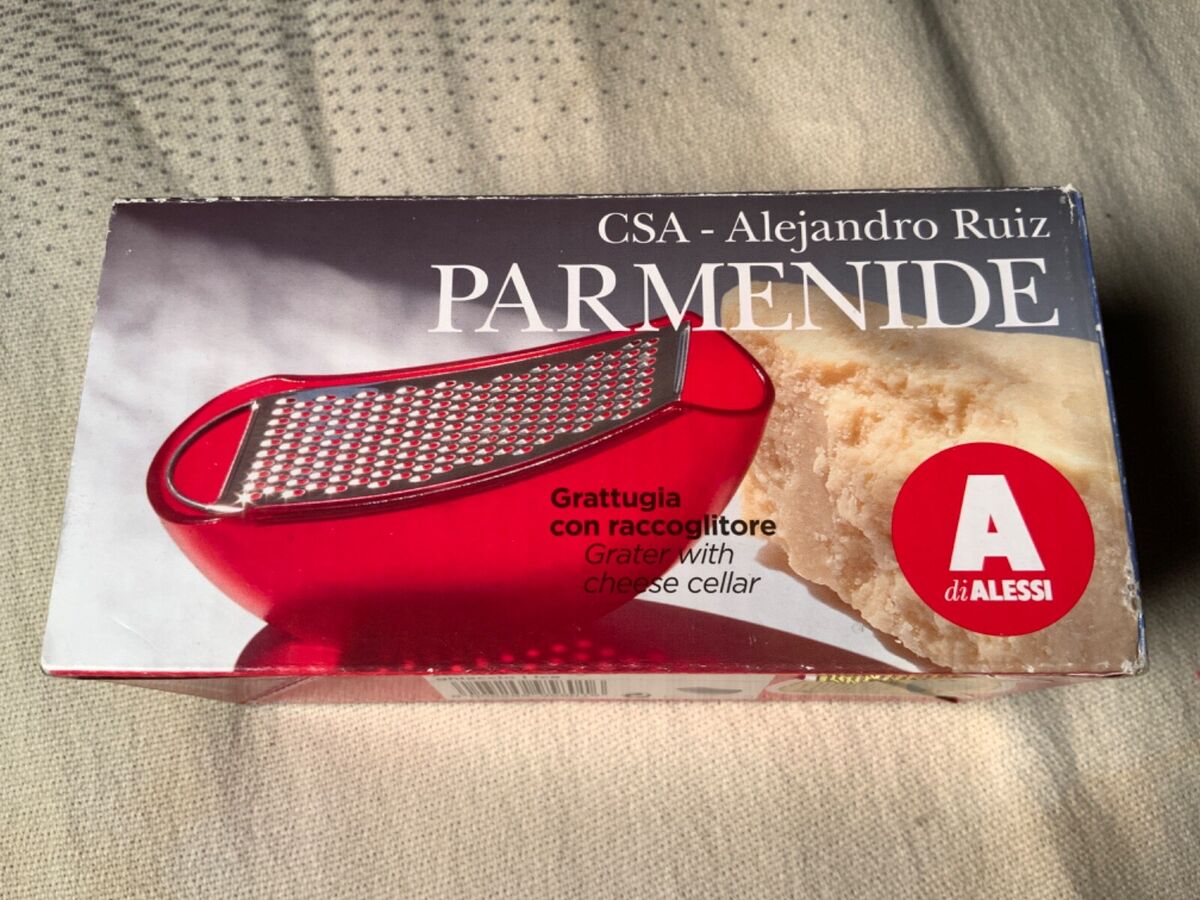 CSA - Alejandro Ruiz
PARMENIDE
Grattugia
con raccoglitore
Grater with
cheese cellar
A
di ALESSI